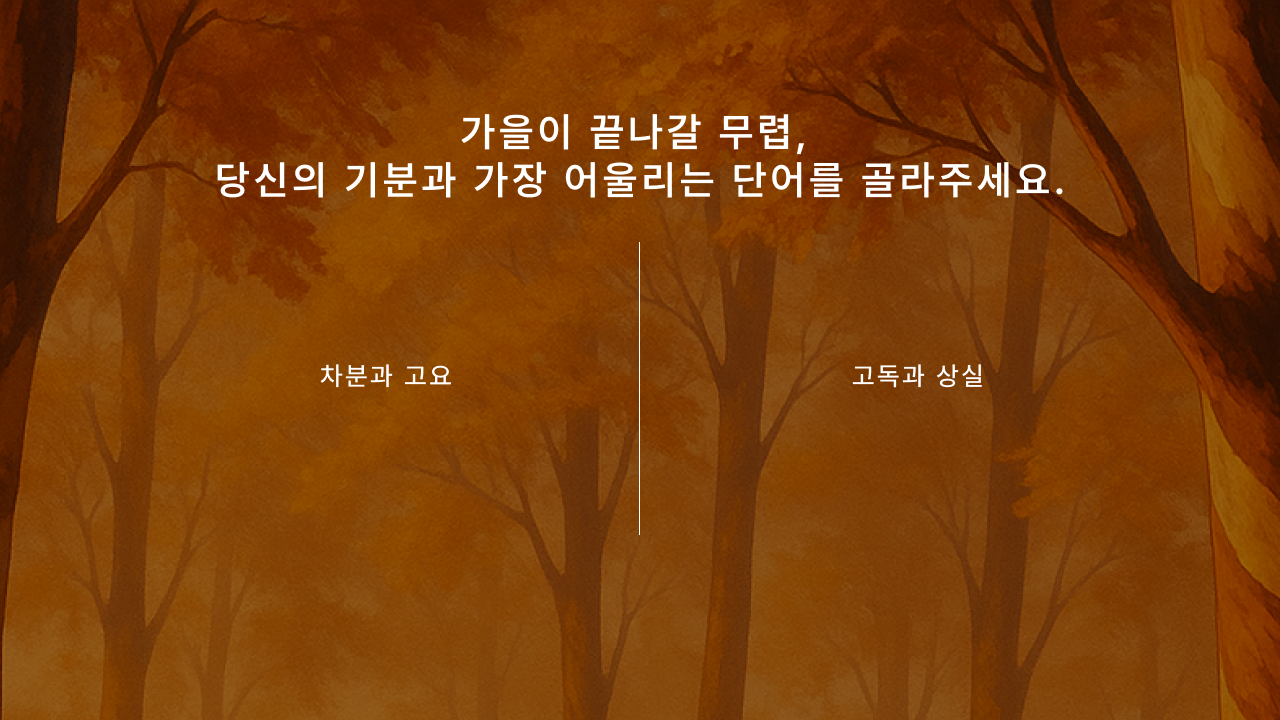 가을이 끝나갈 무렵,
당신의 기분과 가장 어울리는 단어를 골라주세요.
차분과 고요
고독과 상실